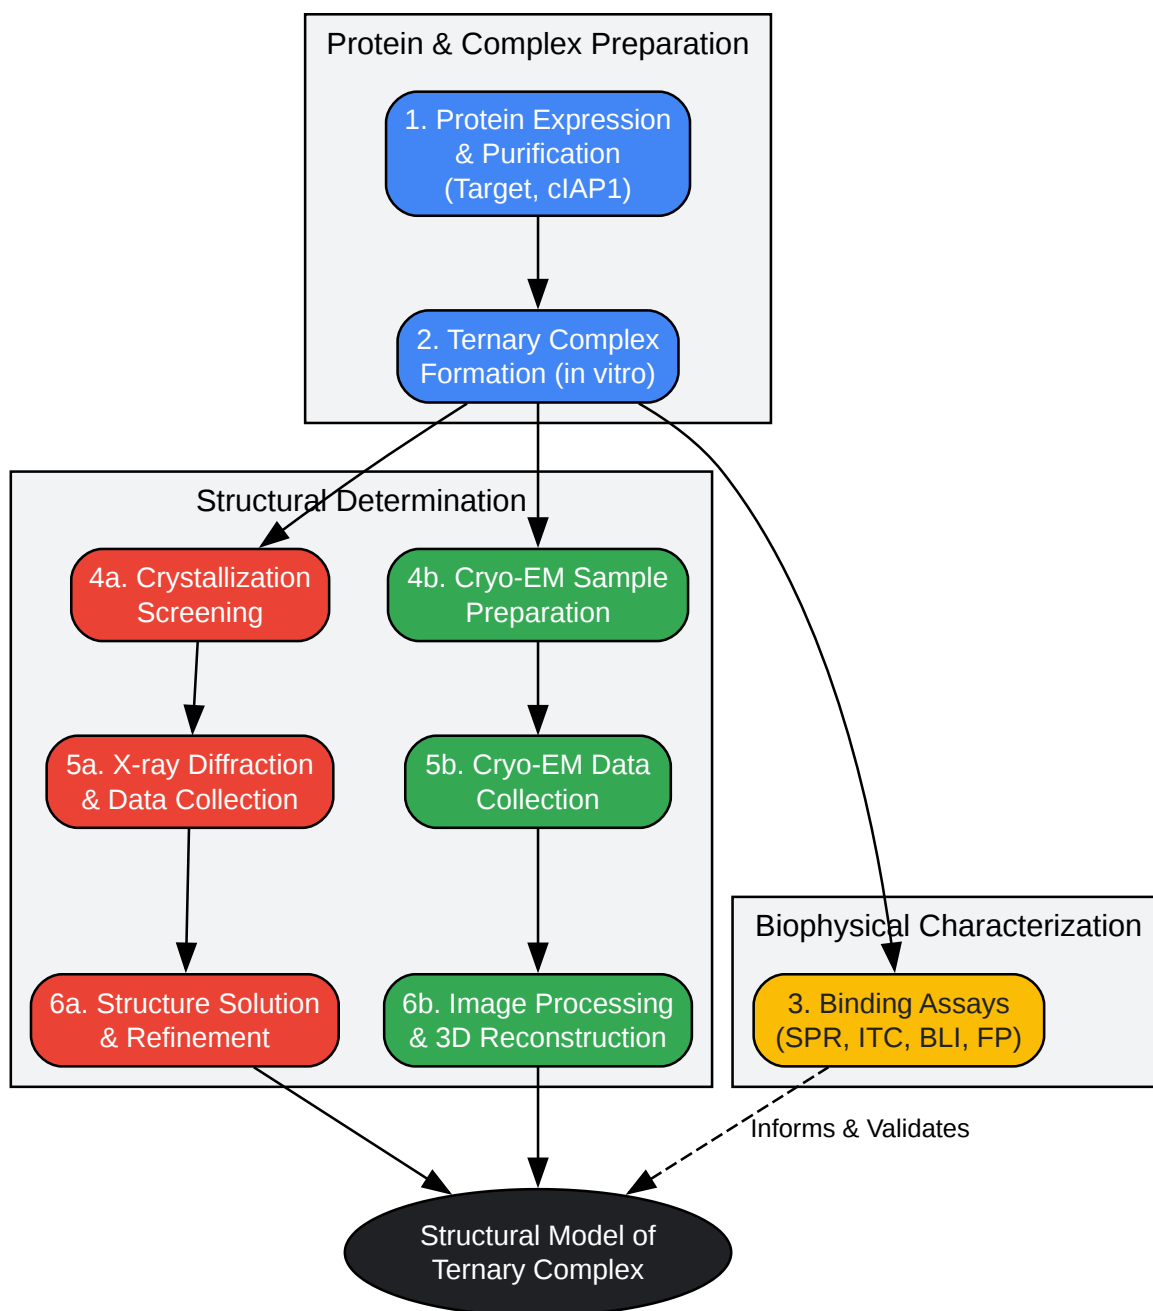 Protein & Complex Preparation
1. Protein Expression
& Purification
(Target, cIAP1)
2. Ternary Complex
Formation (in vitro)
Structural Determination
4a. Crystallization
Screening
4b. Cryo-EM Sample
Preparation
5a. X-ray Diffraction
& Data Collection
5b. Cryo-EM Data
Collection
Biophysical Characterization
6a. Structure Solution
& Refinement
6b. Image Processing
& 3D Reconstruction
3. Binding Assays
(SPR, ITC, BLI, FP)
Informs & Validates
Structural Model of
Ternary Complex